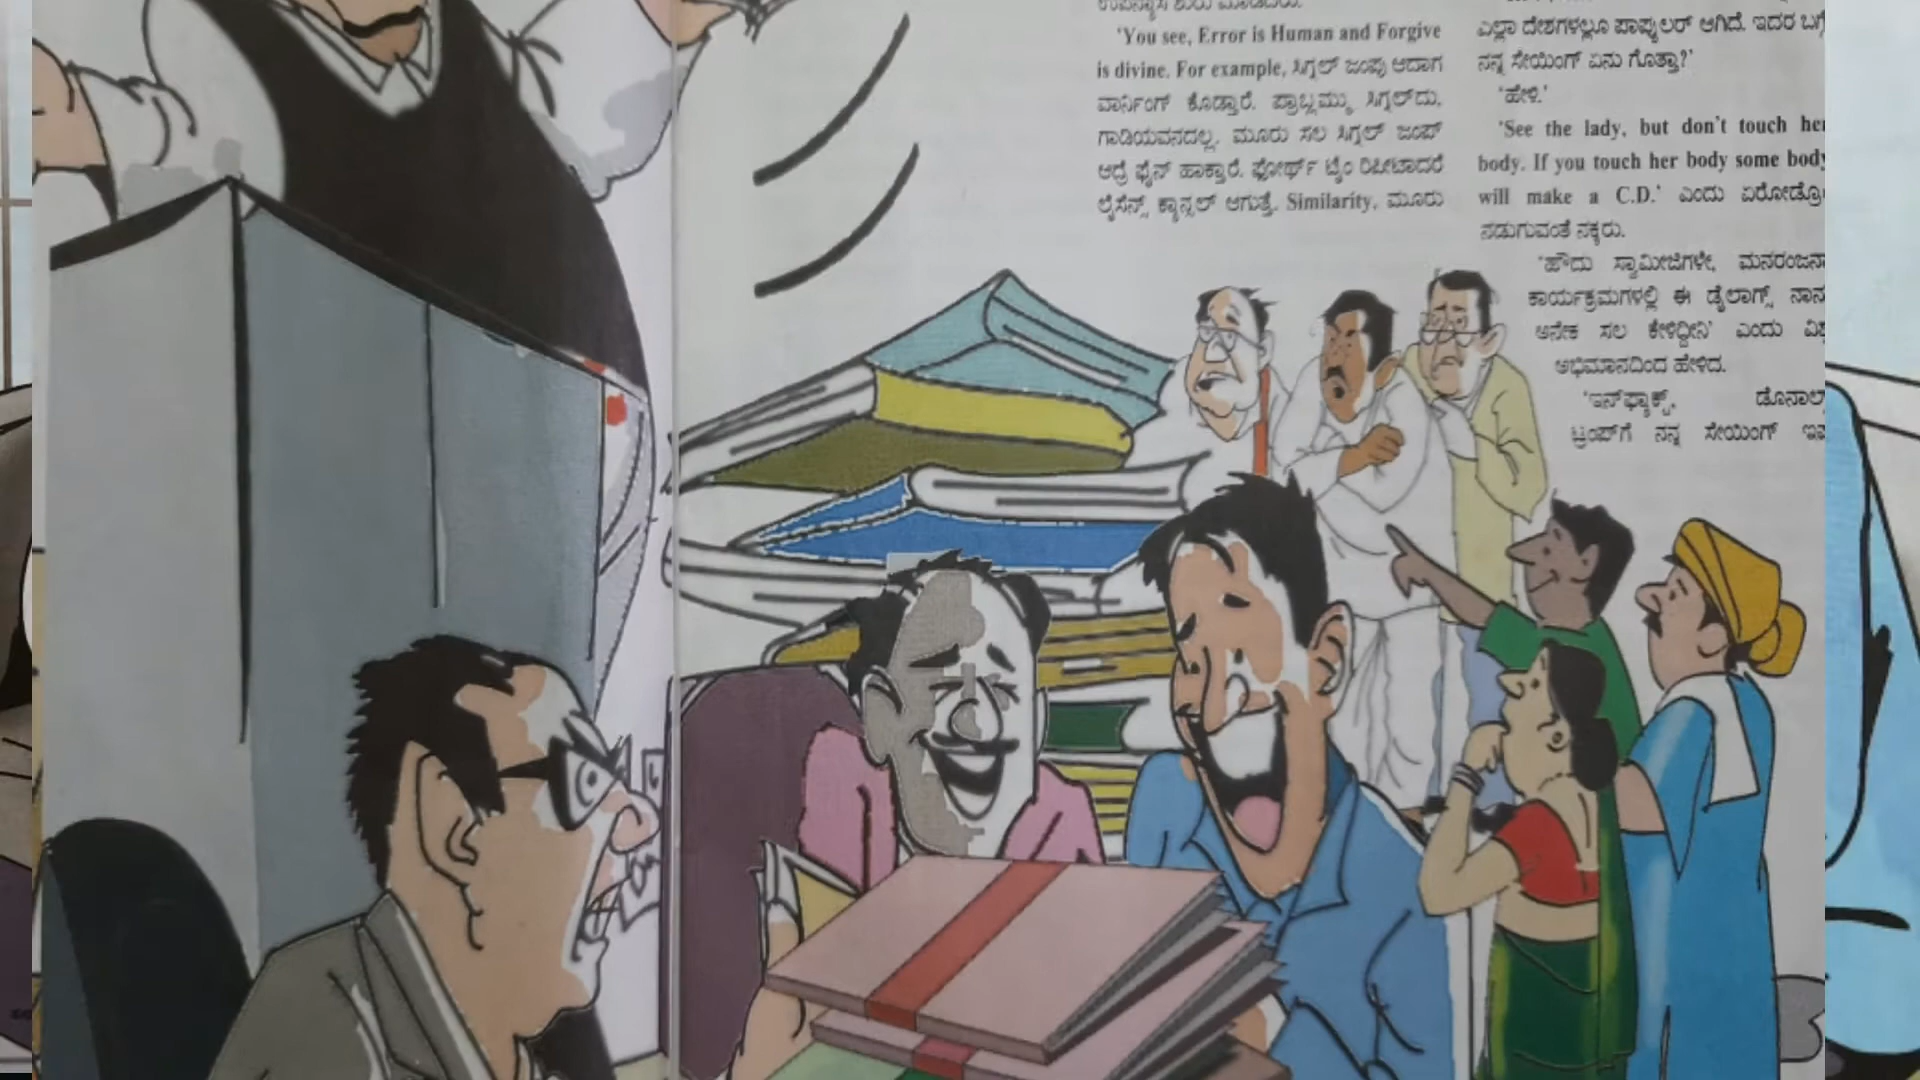 ಉಪನ್ಯಾಸ ಶುರು ಮಾಡಿದರು.
'You see, Error is Human and Forgive
is divine. For example, ಸಿಗ್ನಲ್ ಜಂಪು ಆದಾಗ
ವಾರ್ನಿಂಗ್ ಕೊಡ್ತಾರೆ. ಪ್ರಾಬ್ಲಮ್ಮು ಸಿಗ್ನಲ್‌ದು,
ಗಾಡಿಯವನದಲ್ಲ. ಮೂರು ಸಲ ಸಿಗ್ನಲ್ ಜಂಪ್
ಆದ್ರೆ ಫೈನ್ ಹಾಕ್ತಾರೆ. ಫೋರ್ಥ್ ಟೈಂ ರಿಪೀಟಾದರೆ
ಲೈಸೆನ್ಸ್ ಕ್ಯಾನ್ಸಲ್ ಆಗುತ್ತೆ. Similarity, ಮೂರು
ಎಲ್ಲಾ ದೇಶಗಳಲ್ಲೂ ಪಾಪ್ಯುಲರ್ ಆಗಿದೆ. ಇದರ ಬಗ್ಗೆ
ನನ್ನ ಸೇಯಿಂಗ್ ಏನು ಗೊತ್ತಾ?'
'ಹೇಳಿ.'
'See the lady, but don't touch her
body. If you touch her body some body
will make a C.D.' ಎಂದು
ನಡುಗುವಂತೆ ನಕ್ಕರು.
'ಹೌದು ಸ್ವಾಮೀಜಿಗಳೇ, ಮನರಂಜನಾ
ಕಾರ್ಯಕ್ರಮಗಳಲ್ಲಿ ಈ ಡೈಲಾಗ್ಸ್
ಅನೇಕ ಸಲ ಕೇಳಿದ್ದೀನಿ' ಎಂದು
ಅಭಿಮಾನದಿಂದ ಹೇಳಿದ.
'ಇನ್‌ಫ್ಯಾಕ್ಟ್, ಡೊನಾಲ್ಡ್
ಟ್ರಂಪ್‌ಗೆ ನನ್ನ ಸೇಯಿಂಗ್